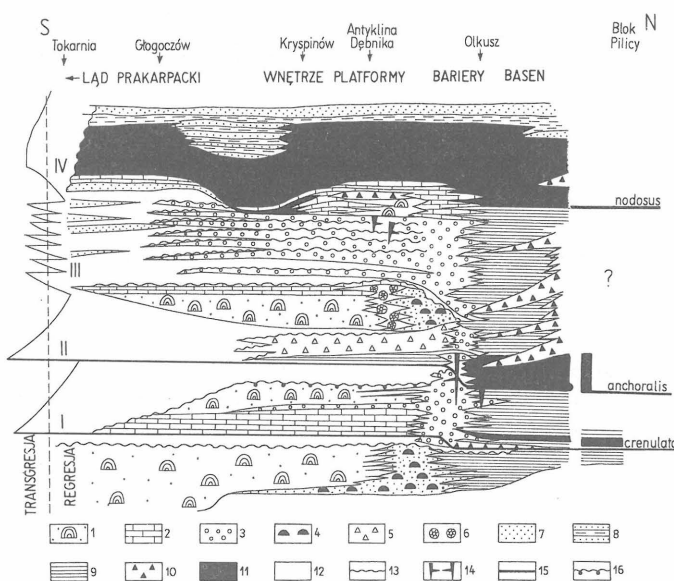 S N
Tokarnia Głogoczów Kryspinów Antyklina Dębnika Olkusz Blok Pilicy
← LĄD PRAKARPACKI WNĘTRZE PLATFORMY BARIERY BASEN
IV
nodosus
III
?
II
anchoralis
I
crenulata
TRANSGRESJA
REGRESJA
1 2 3 4 5 6 7 8
9 10 11 12 13 14 15 16